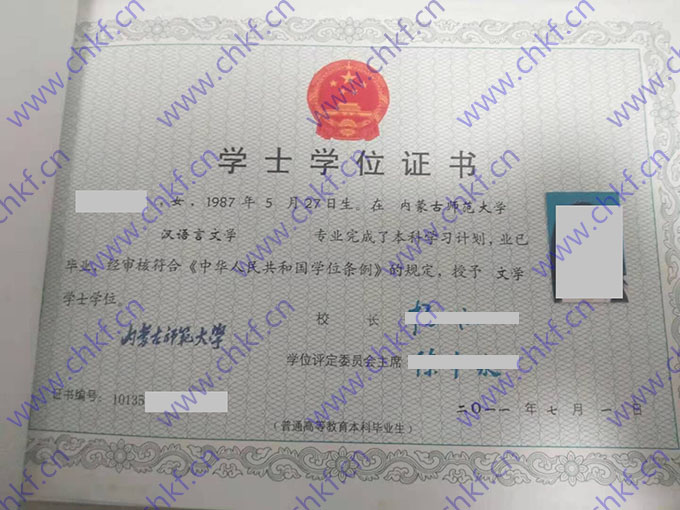 学士学位证书
，女，1987年 5 月27日生。在 内蒙古师范大学
汉语言文学 专业完成了本科学习计划，业已
毕业，经审核符合《中华人民共和国学位条例》的规定，授予 文学
学士学位。
校 长
内蒙古师范大学
学位评定委员会主席
证书编号：10135
二〇一一年七月一日
（普通高等教育本科毕业生）
www.chkf.cn